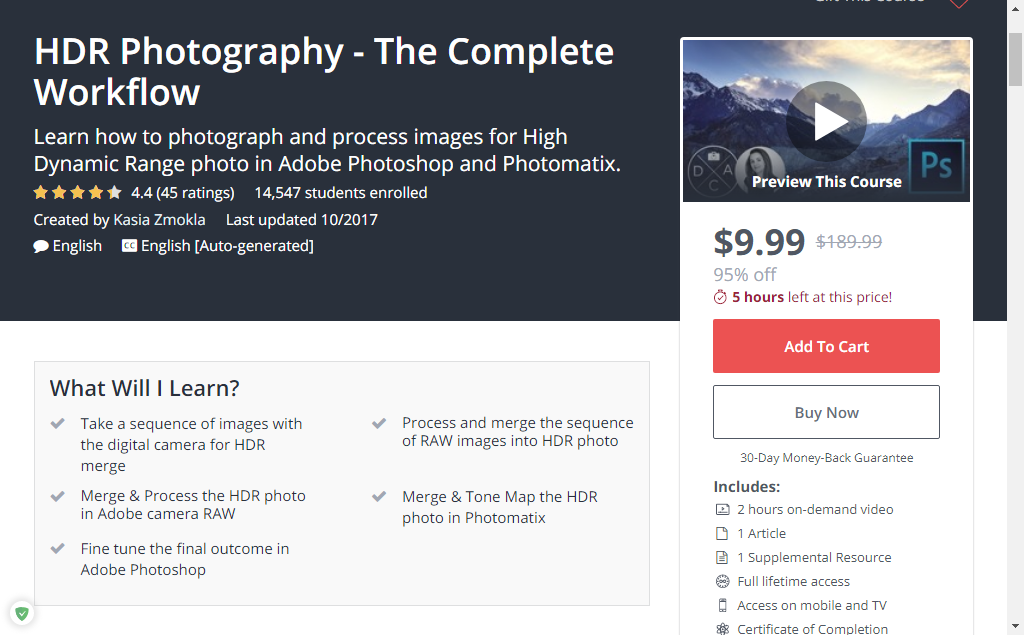 Gift This Course
HDR Photography - The Complete
Workflow
Learn how to photograph and process images for High
Dynamic Range photo in Adobe Photoshop and Photomatix.
4.4 (45 ratings) 14,547 students enrolled
Created by Kasia Zmokla Last updated 10/2017
English CC English [Auto-generated]
D A C
Ps
Preview This Course
$9.99 $189.99
95% off
5 hours left at this price!
Add To Cart
Buy Now
30-Day Money-Back Guarantee
Includes:
2 hours on-demand video
1 Article
1 Supplemental Resource
Full lifetime access
Access on mobile and TV
Certificate of Completion
What Will I Learn?
Take a sequence of images with
the digital camera for HDR
merge
Process and merge the sequence
of RAW images into HDR photo
Merge & Process the HDR photo
in Adobe camera RAW
Merge & Tone Map the HDR
photo in Photomatix
Fine tune the final outcome in
Adobe Photoshop